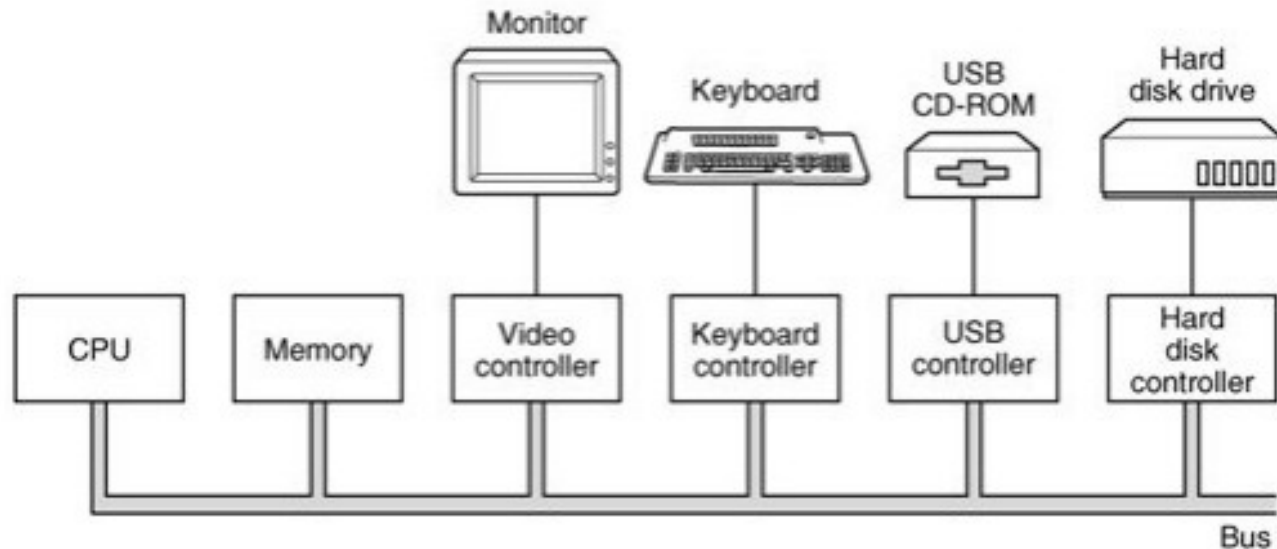 Monitor
Keyboard
USB
CD-ROM
Hard
disk drive
CPU
Memory
Video
controller
Keyboard
controller
USB
controller
Hard
disk
controller
Bus